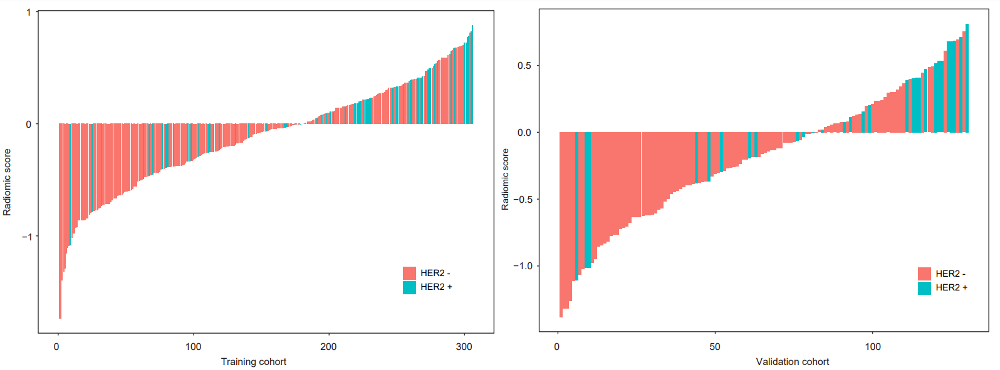 1
0
−1
Radiomic score
0
100
200
300
Training cohort
HER2 -
HER2 +
0.5
0.0
−0.5
−1.0
Radiomic score
0
50
100
Validation cohort
HER2 -
HER2 +